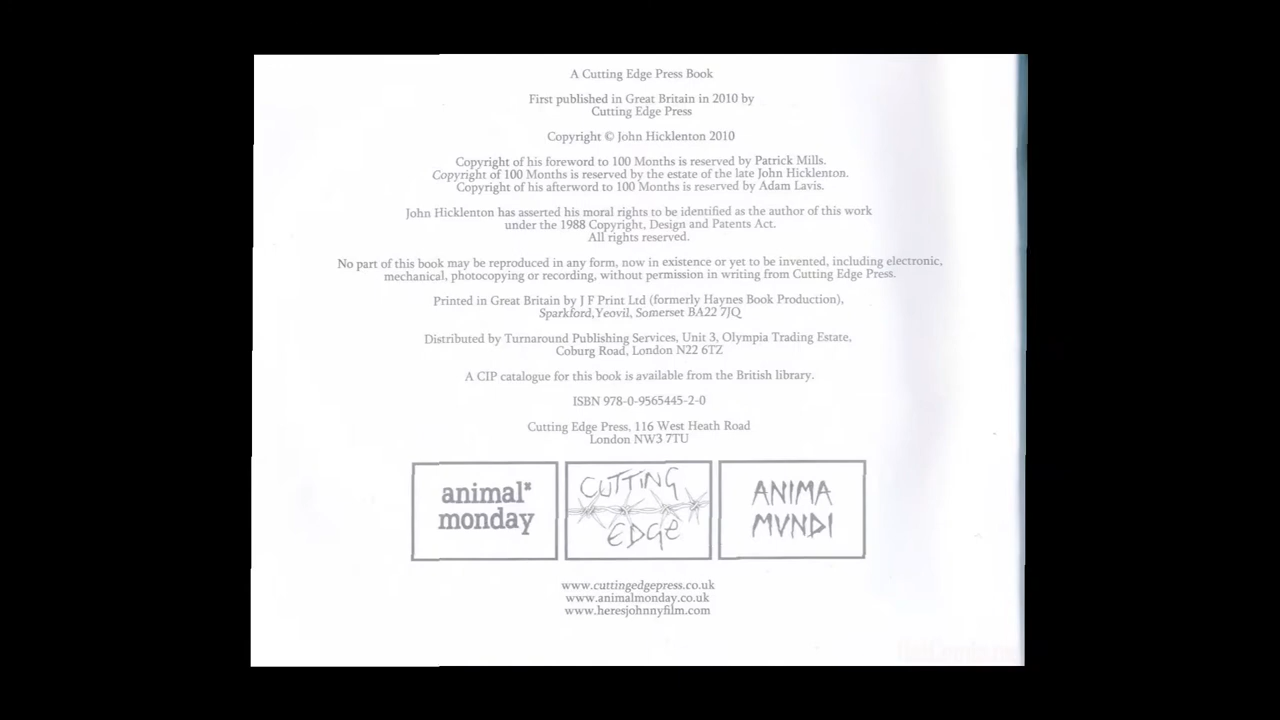 A Cutting Edge Press Book
First published in Great Britain in 2010 by
Cutting Edge Press
Copyright © John Hicklenton 2010
Copyright of his foreword to 100 Months is reserved by Patrick Mills.
Copyright of 100 Months is reserved by the estate of the late John Hicklenton.
Copyright of his afterword to 100 Months is reserved by Adam Lavis.
John Hicklenton has asserted his moral rights to be identified as the author of this work
under the 1988 Copyright, Design and Patents Act.
All rights reserved.
No part of this book may be reproduced in any form, now in existence or yet to be invented, including electronic,
mechanical, photocopying or recording, without permission in writing from Cutting Edge Press.
Printed in Great Britain by J F Print Ltd (formerly Haynes Book Production),
Sparkford,Yeovil, Somerset BA22 7JQ
Distributed by Turnaround Publishing Services, Unit 3, Olympia Trading Estate,
Coburg Road, London N22 6TZ
A CIP catalogue for this book is available from the British library.
ISBN 978-0-9565445-2-0
Cutting Edge Press, 116 West Heath Road
London NW3 7TU
animal*
monday
CUTTING
EDGE
ANIMA
MVNDI
www.cuttingedgepress.co.uk
www.animalmonday.co.uk
www.heresjohnnyfilm.com